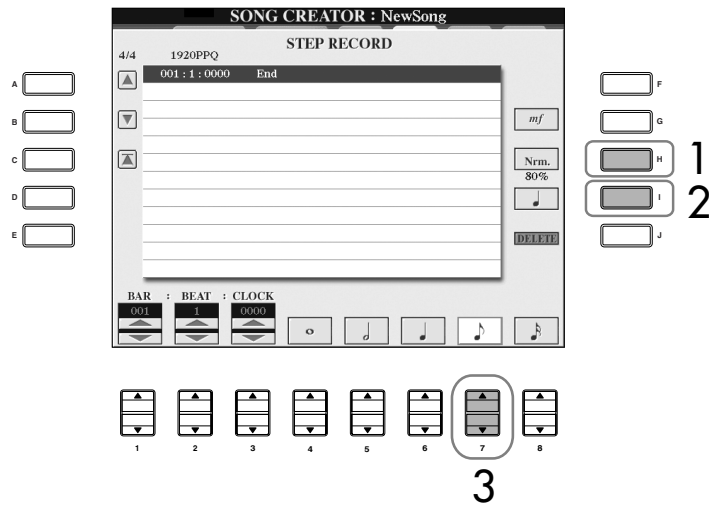 SONG CREATOR : NewSong
STEP RECORD
4/4 1920PPQ
001 : 1 : 0000 End
A
B
C
D
E
mf
Nrm.
80%
DELETE
F
G
H
I
J
1
2
BAR : BEAT : CLOCK
001 1 0000
1 2 3 4 5 6 7 8
3